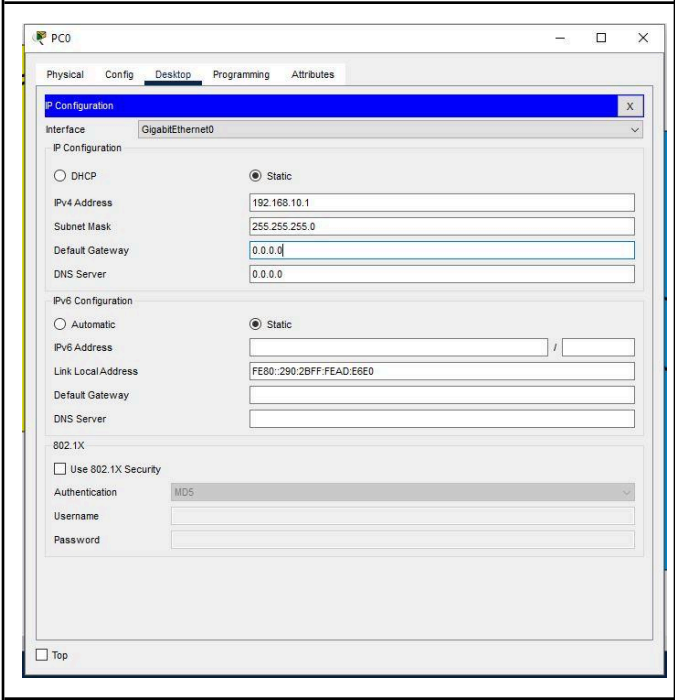 PC0
Physical Config Desktop Programming Attributes
IP Configuration X
Interface GigabitEthernet0
IP Configuration
DHCP Static
IPv4 Address 192.168.10.1
Subnet Mask 255.255.255.0
Default Gateway 0.0.0.0
DNS Server 0.0.0.0
IPv6 Configuration
Automatic Static
IPv6 Address /
Link Local Address FE80::290:2BFF:FEAD:E6E0
Default Gateway
DNS Server
802.1X
Use 802.1X Security
Authentication MD5
Username
Password
Top